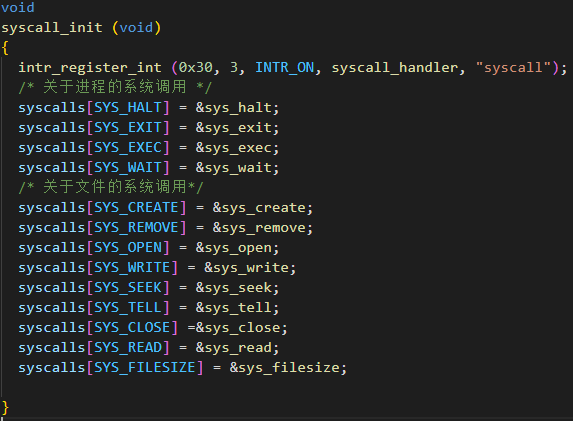 void
syscall_init (void)
{
  intr_register_int (0x30, 3, INTR_ON, syscall_handler, "syscall");
  /* 关于进程的系统调用 */
  syscalls[SYS_HALT] = &sys_halt;
  syscalls[SYS_EXIT] = &sys_exit;
  syscalls[SYS_EXEC] = &sys_exec;
  syscalls[SYS_WAIT] = &sys_wait;
  /* 关于文件的系统调用*/
  syscalls[SYS_CREATE] = &sys_create;
  syscalls[SYS_REMOVE] = &sys_remove;
  syscalls[SYS_OPEN] = &sys_open;
  syscalls[SYS_WRITE] = &sys_write;
  syscalls[SYS_SEEK] = &sys_seek;
  syscalls[SYS_TELL] = &sys_tell;
  syscalls[SYS_CLOSE] =&sys_close;
  syscalls[SYS_READ] = &sys_read;
  syscalls[SYS_FILESIZE] = &sys_filesize;
}